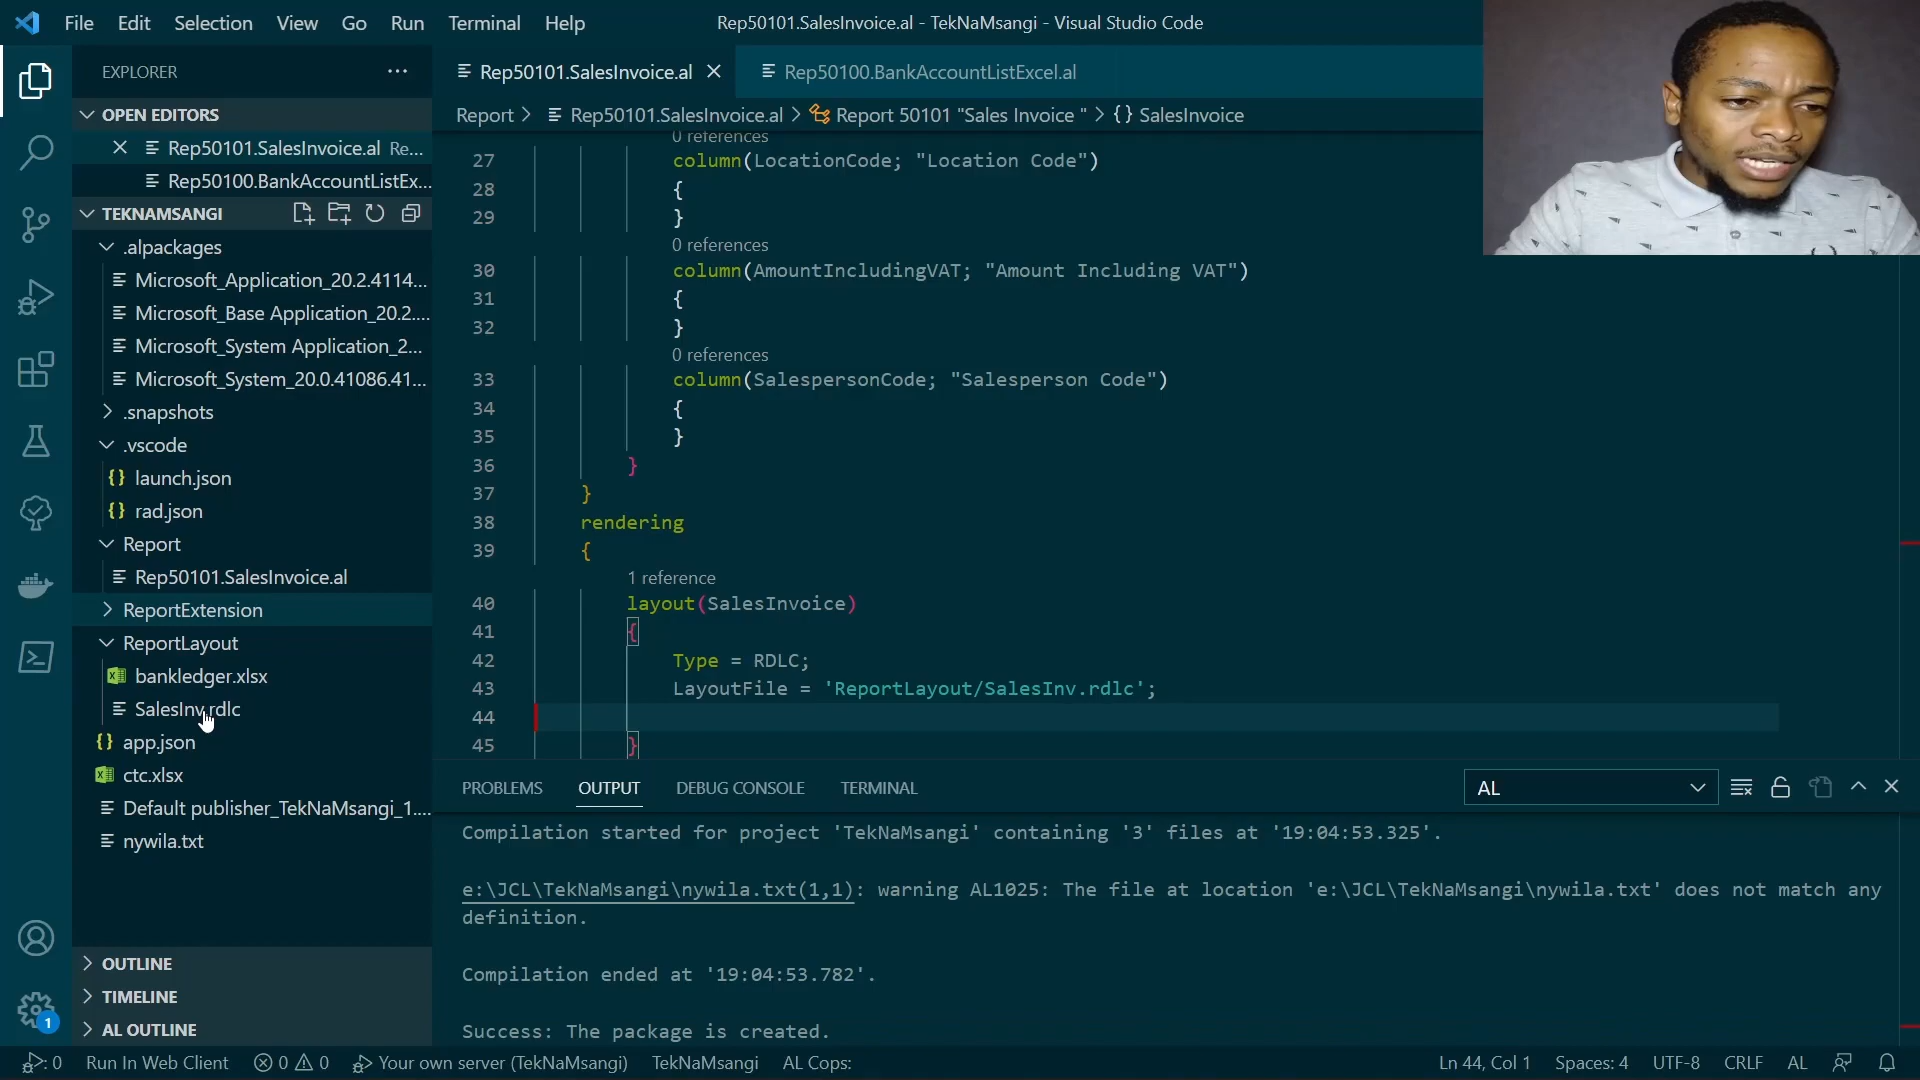 File Edit Selection View Go Run Terminal Help
Rep50101.SalesInvoice.al - TekNaMsangi - Visual Studio Code
EXPLORER
OPEN EDITORS
Rep50101.SalesInvoice.al Re...
Rep50100.BankAccountListEx...
TEKNAMSANGI
.alpackages
Microsoft_Application_20.2.4114...
Microsoft_Base Application_20.2....
Microsoft_System Application_2...
Microsoft_System_20.0.41086.41...
.snapshots
.vscode
{} launch.json
{} rad.json
Report
Rep50101.SalesInvoice.al
ReportExtension
ReportLayout
bankledger.xlsx
SalesInv.rdlc
{} app.json
ctc.xlsx
Default publisher_TekNaMsangi_1....
nywila.txt
OUTLINE
TIMELINE
AL OUTLINE
1
Rep50101.SalesInvoice.al
Rep50100.BankAccountListExcel.al
Report > Rep50101.SalesInvoice.al > Report 50101 "Sales Invoice " > {} SalesInvoice
0 references
27 column(LocationCode; "Location Code")
28 {
29 }
0 references
30 column(AmountIncludingVAT; "Amount Including VAT")
31 {
32 }
0 references
33 column(SalespersonCode; "Salesperson Code")
34 {
35 }
36 }
37 }
38 rendering
39 {
1 reference
40 layout(SalesInvoice)
41 {
42 Type = RDLC;
43 LayoutFile = 'ReportLayout/SalesInv.rdlc';
44
45 }
PROBLEMS OUTPUT DEBUG CONSOLE TERMINAL
AL
Compilation started for project 'TekNaMsangi' containing '3' files at '19:04:53.325'.
e:\JCL\TekNaMsangi\nywila.txt(1,1): warning AL1025: The file at location 'e:\JCL\TekNaMsangi\nywila.txt' does not match any
definition.
Compilation ended at '19:04:53.782'.
Success: The package is created.
: 0 Run In Web Client 0 0 Your own server (TekNaMsangi) TekNaMsangi AL Cops:
Ln 44, Col 1 Spaces: 4 UTF-8 CRLF AL